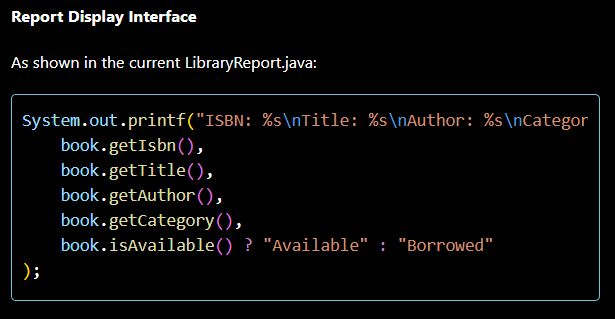 Report Display Interface
As shown in the current LibraryReport.java:
System.out.printf("ISBN: %s\nTitle: %s\nAuthor: %s\nCategor
book.getIsbn(),
book.getTitle(),
book.getAuthor(),
book.getCategory(),
book.isAvailable() ? "Available" : "Borrowed"
);